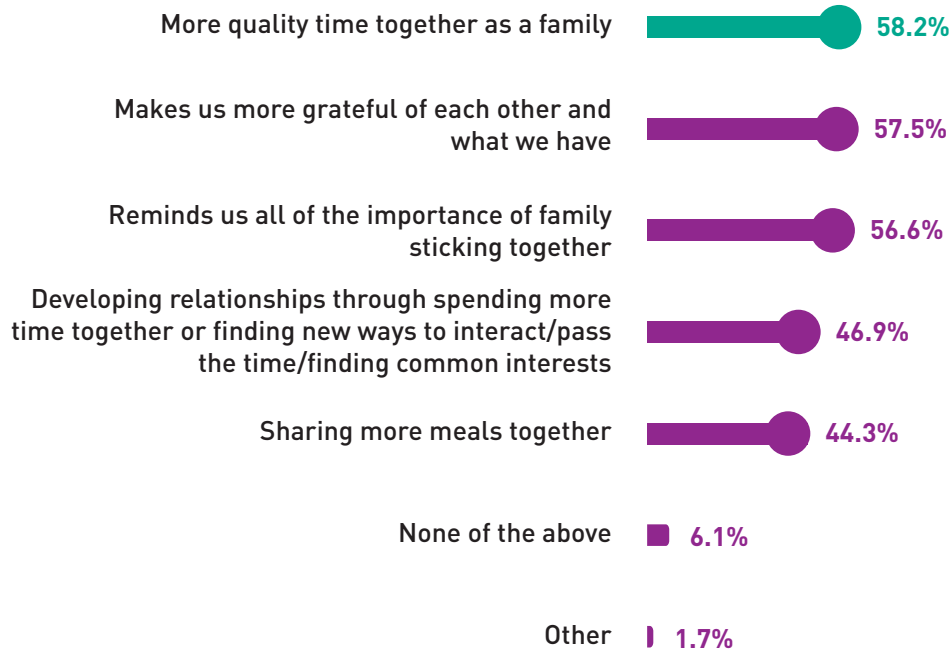 More quality time together as a family 58.2%
Makes us more grateful of each other and
what we have 57.5%
Reminds us all of the importance of family
sticking together 56.6%
Developing relationships through spending more
time together or finding new ways to interact/pass
the time/finding common interests 46.9%
Sharing more meals together 44.3%
None of the above 6.1%
Other 1.7%